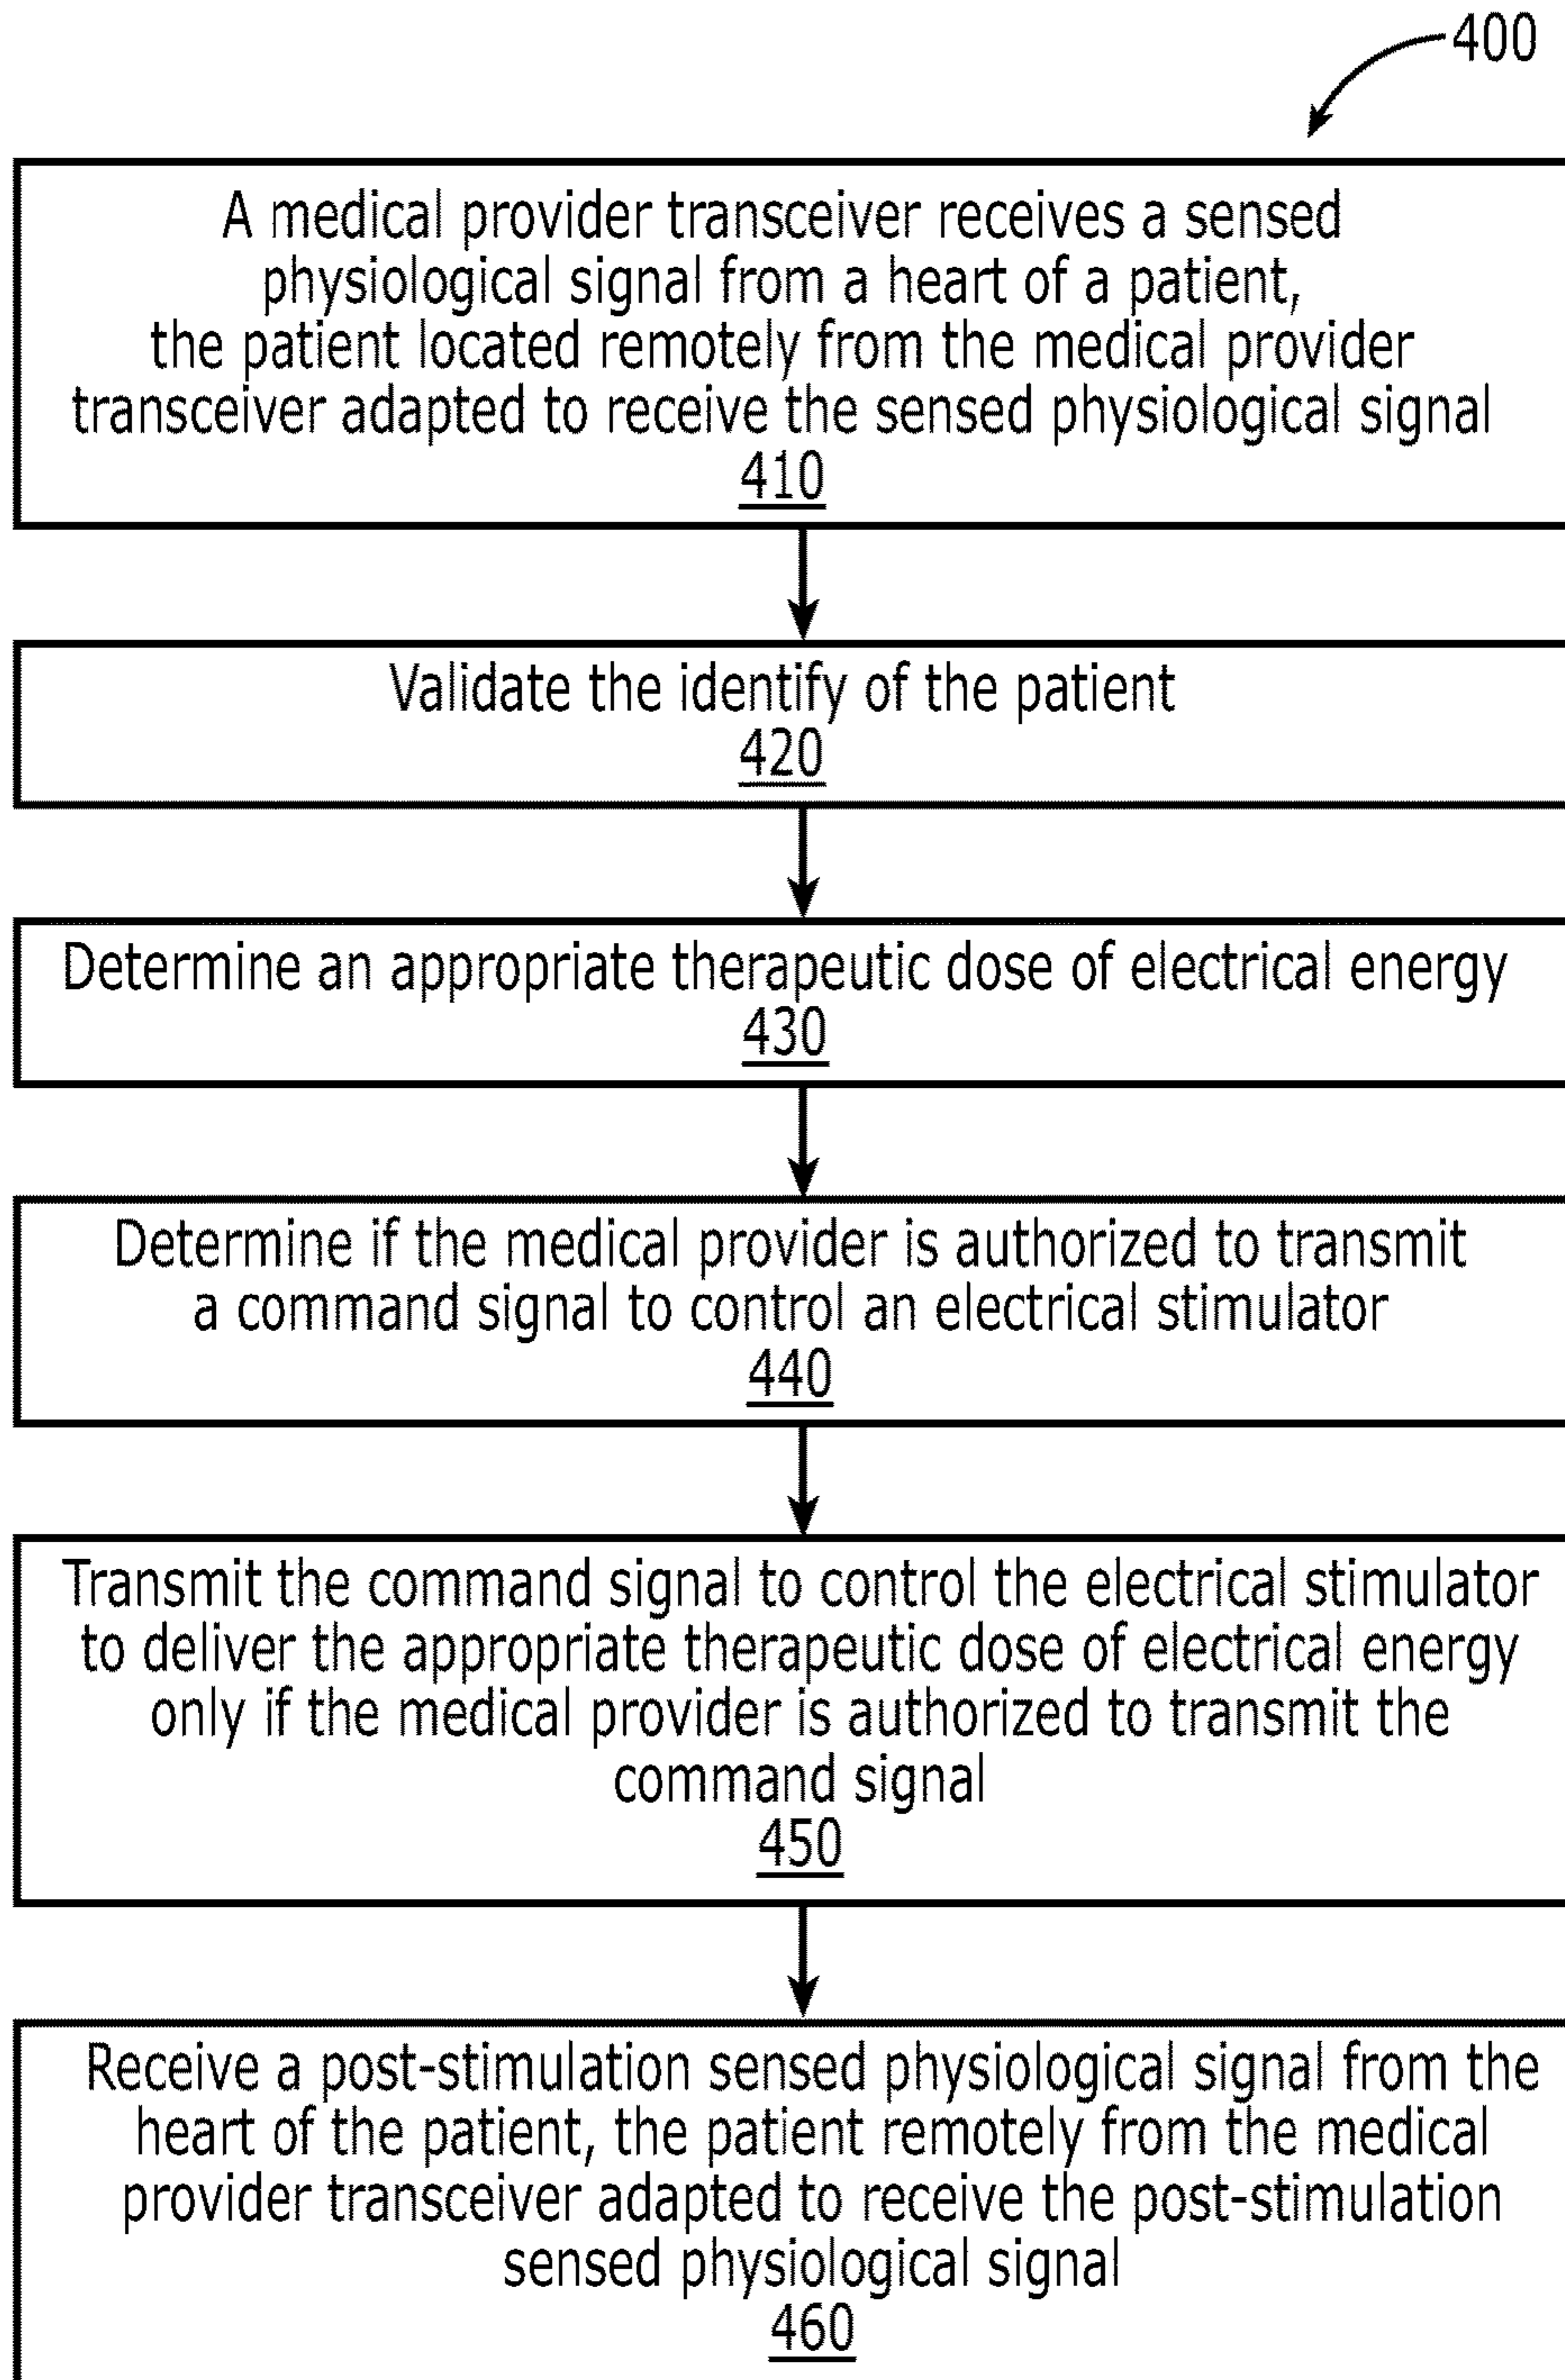 400
A medical provider transceiver receives a sensed
physiological signal from a heart of a patient,
the patient located remotely from the medical provider
transceiver adapted to receive the sensed physiological signal
410
Validate the identify of the patient
420
Determine an appropriate therapeutic dose of electrical energy
430
Determine if the medical provider is authorized to transmit
a command signal to control an electrical stimulator
440
Transmit the command signal to control the electrical stimulator
to deliver the appropriate therapeutic dose of electrical energy
only if the medical provider is authorized to transmit the
command signal
450
Receive a post-stimulation sensed physiological signal from the
heart of the patient, the patient remotely from the medical
provider transceiver adapted to receive the post-stimulation
sensed physiological signal
460